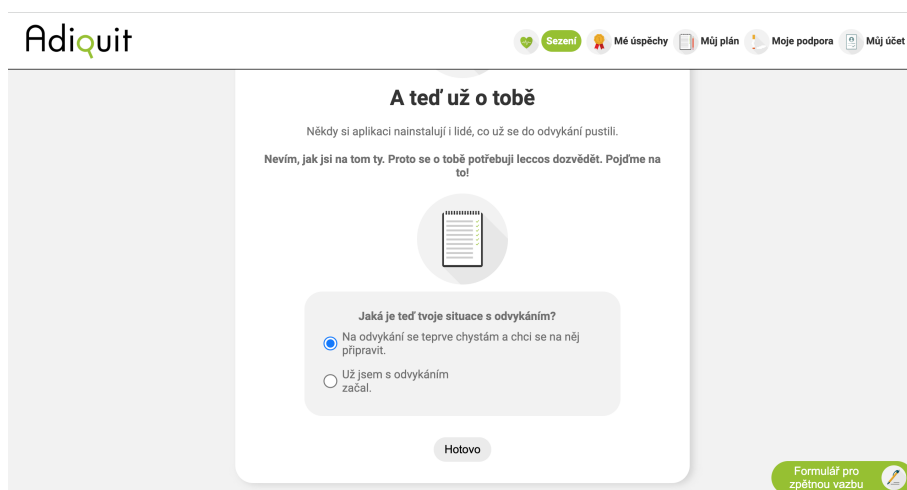 Adiquit
Sezení
Mé úspěchy
Můj plán
Moje podpora
Můj účet
A teď už o tobě
Někdy si aplikaci nainstalují i lidé, co už se do odvykání pustili.
Nevím, jak jsi na tom ty. Proto se o tobě potřebuji leccos dozvědět. Pojďme na
to!
Jaká je teď tvoje situace s odvykáním?
Na odvykání se teprve chystám a chci se na něj
připravit.
Už jsem s odvykáním
začal.
Hotovo
Formulář pro
zpětnou vazbu